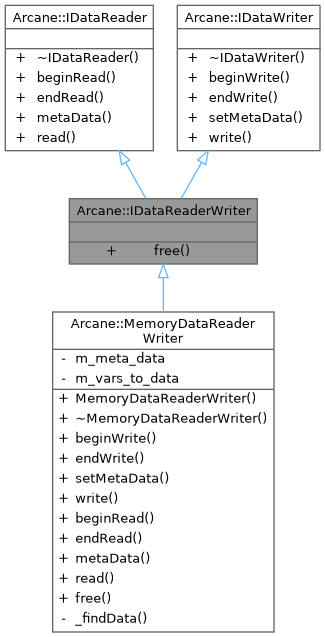 Arcane::IDataReader
+ ~IDataReader()
+ beginRead()
+ endRead()
+ metaData()
+ read()
Arcane::IDataWriter
+ ~IDataWriter()
+ beginWrite()
+ endWrite()
+ setMetaData()
+ write()
Arcane::IDataReaderWriter
+ free()
Arcane::MemoryDataReader
Writer
- m_meta_data
- m_vars_to_data
+ MemoryDataReaderWriter()
+ ~MemoryDataReaderWriter()
+ beginWrite()
+ endWrite()
+ setMetaData()
+ write()
+ beginRead()
+ endRead()
+ metaData()
+ read()
+ free()
- _findData()